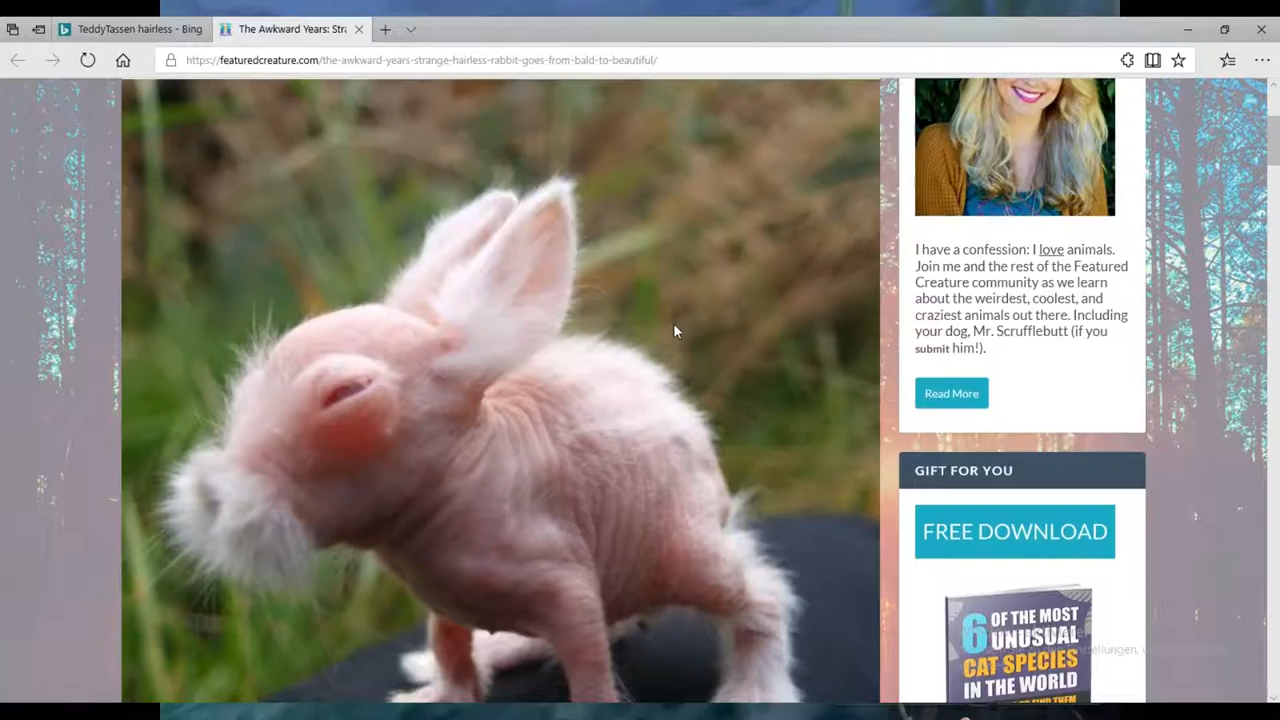 TeddyTassen hairless - Bing
The Awkward Years: Stra
https://featuredcreature.com/the-awkward-years-strange-hairless-rabbit-goes-from-bald-to-beautiful/
I have a confession: I love animals.
Join me and the rest of the Featured
Creature community as we learn
about the weirdest, coolest, and
craziest animals out there. Including
your dog, Mr. Scrufflebutt (if you
submit him!).
Read More
GIFT FOR YOU
FREE DOWNLOAD
6 OF THE MOST
UNUSUAL
CAT SPECIES
IN THE WORLD